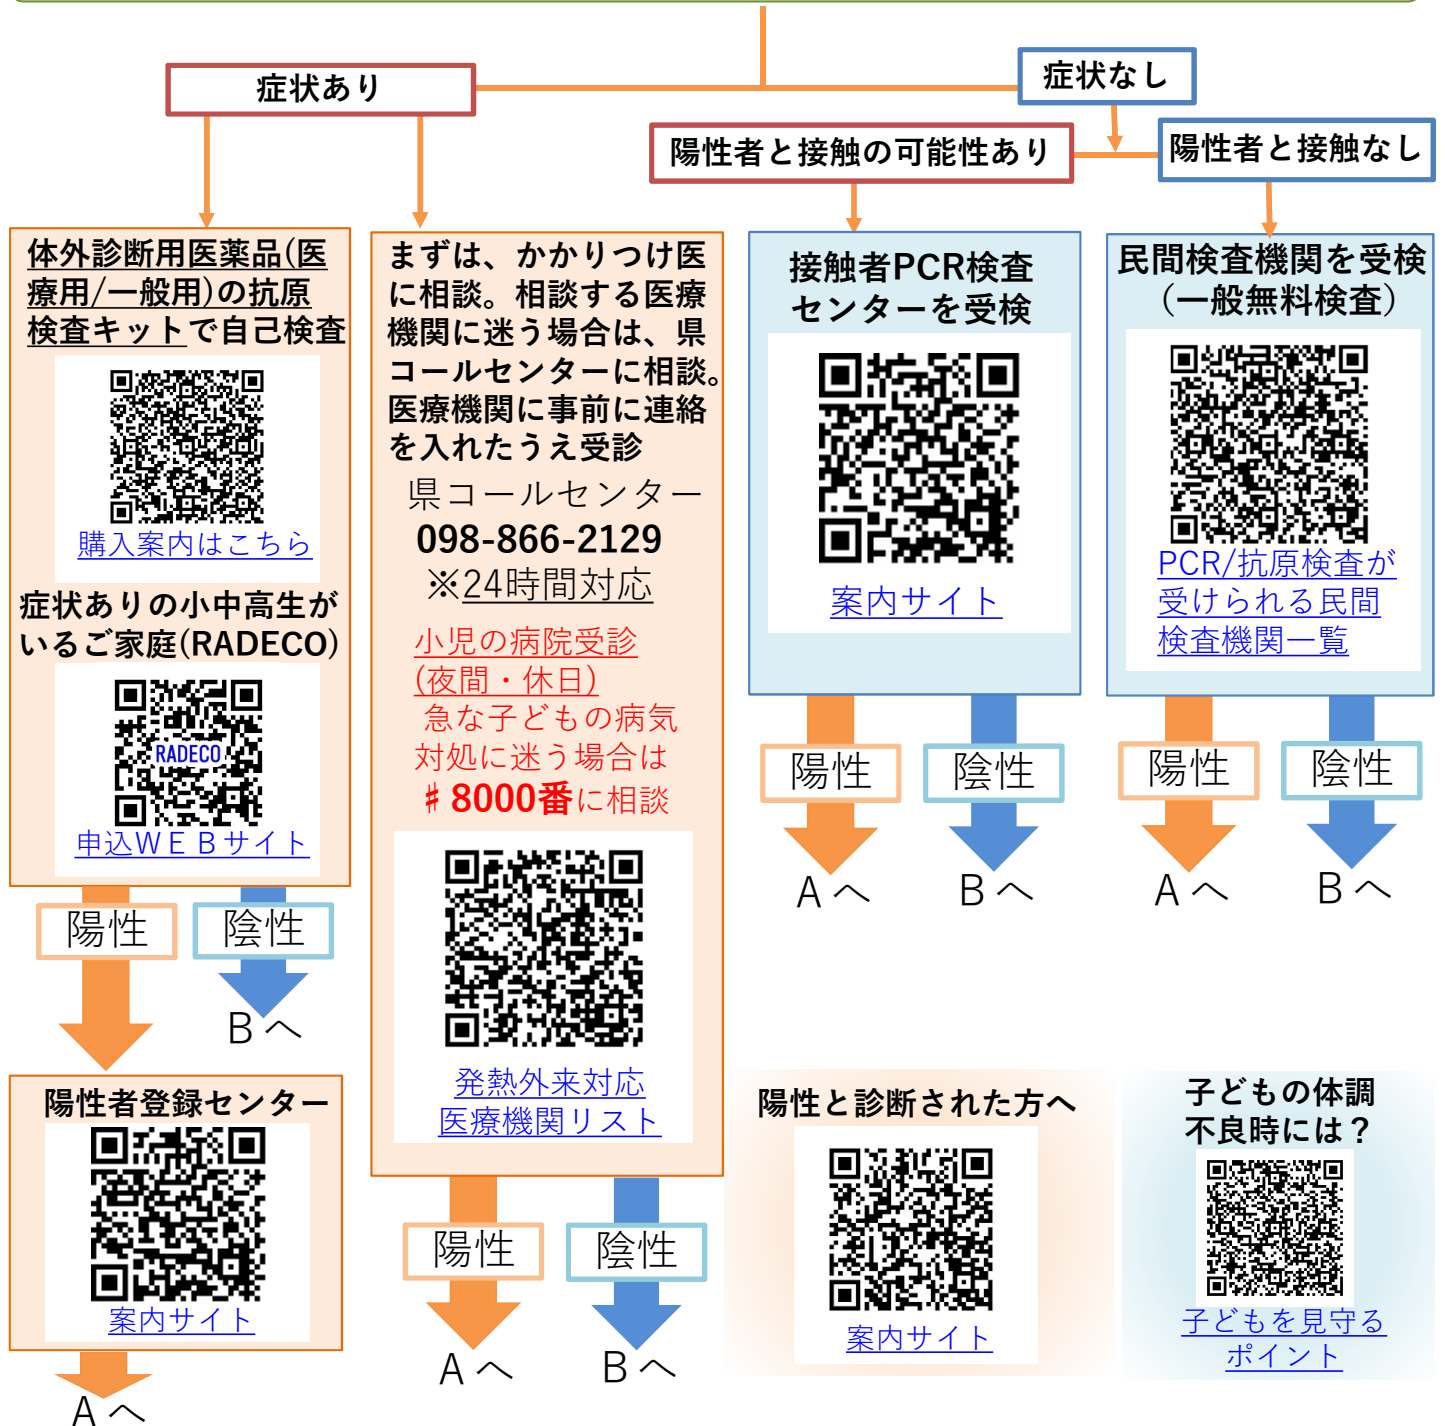 症状あり
症状なし
陽性者と接触の可能性あり
陽性者と接触なし
体外診断用医薬品(医
療用/一般用)の抗原
検査キットで自己検査
購入案内はこちら
症状ありの小中高生が
いるご家庭(RADECO)
RADECO
申込WEBサイト
陽性
陰性
Bへ
陽性者登録センター
案内サイト
Aへ
まずは、かかりつけ医
に相談。相談する医療
機関に迷う場合は、県
コールセンターに相談。
医療機関に事前に連絡
を入れたうえ受診
県コールセンター
098-866-2129
※24時間対応
小児の病院受診
(夜間・休日)
急な子どもの病気
対処に迷う場合は
♯8000番に相談
発熱外来対応
医療機関リスト
陽性
陰性
Aへ
Bへ
接触者PCR検査
センターを受検
案内サイト
陽性
陰性
Aへ
Bへ
民間検査機関を受検
(一般無料検査)
PCR/抗原検査が
受けられる民間
検査機関一覧
陽性
陰性
Aへ
Bへ
陽性と診断された方へ
案内サイト
子どもの体調
不良時には？
子どもを見守る
ポイント